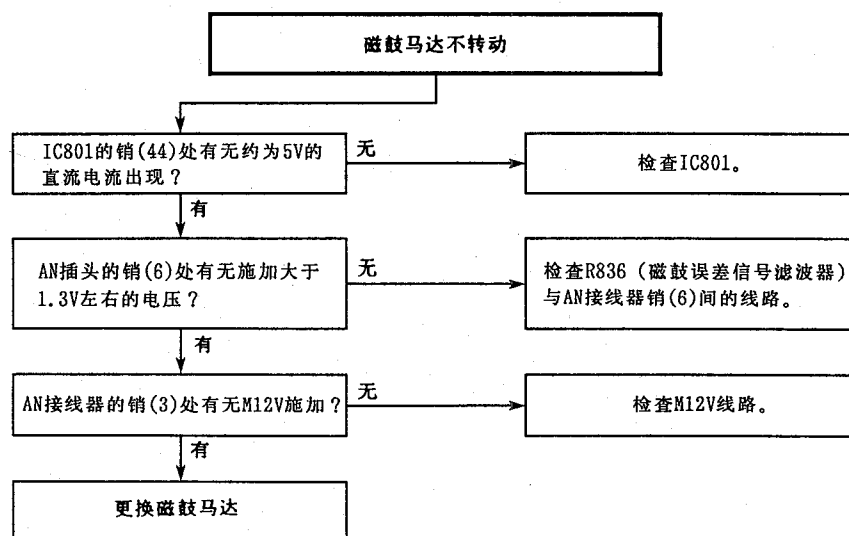 磁鼓马达不转动
IC801的销(44)处有无约为5V的
直流电流出现？
无
检查IC801。
有
AN插头的销(6)处有无施加大于
1.3V左右的电压？
无
检查R836（磁鼓误差信号滤波器）
与AN接线器销(6)间的线路。
有
AN接线器的销(3)处有无M12V施加？
无
检查M12V线路。
有
更换磁鼓马达